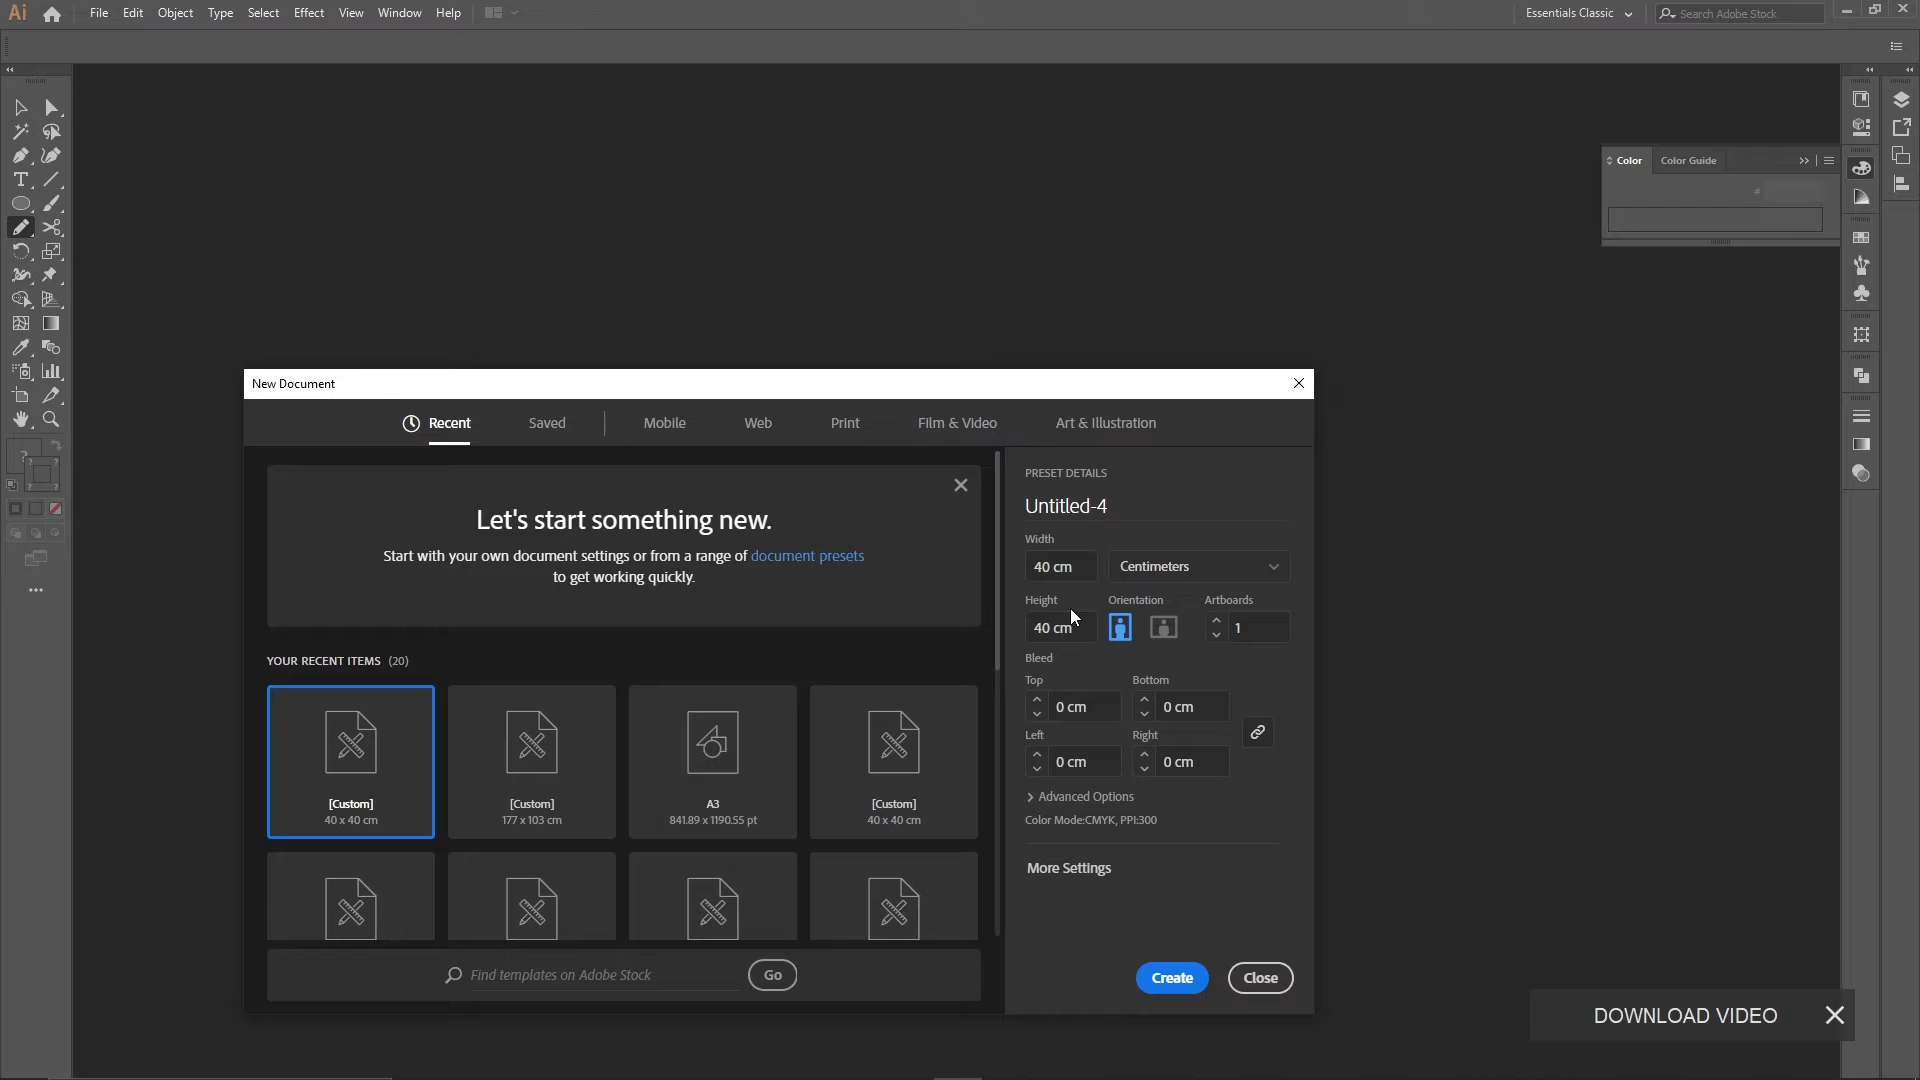 Ai File Edit Object Type Select Effect View Window Help Essentials Classic Search Adobe Stock
Color Color Guide
#
New Document
Recent Saved Mobile Web Print Film & Video Art & Illustration
Let's start something new.
Start with your own document settings or from a range of document presets
to get working quickly.
YOUR RECENT ITEMS (20)
[Custom]
40 x 40 cm
[Custom]
177 x 103 cm
A3
841.89 x 1190.55 pt
[Custom]
40 x 40 cm
Find templates on Adobe Stock
Go
PRESET DETAILS
Untitled-4
Width
40 cm Centimeters
Height Orientation Artboards
40 cm 1
Bleed
Top Bottom
0 cm 0 cm
Left Right
0 cm 0 cm
Advanced Options
Color Mode:CMYK, PPI:300
More Settings
Create Close
DOWNLOAD VIDEO